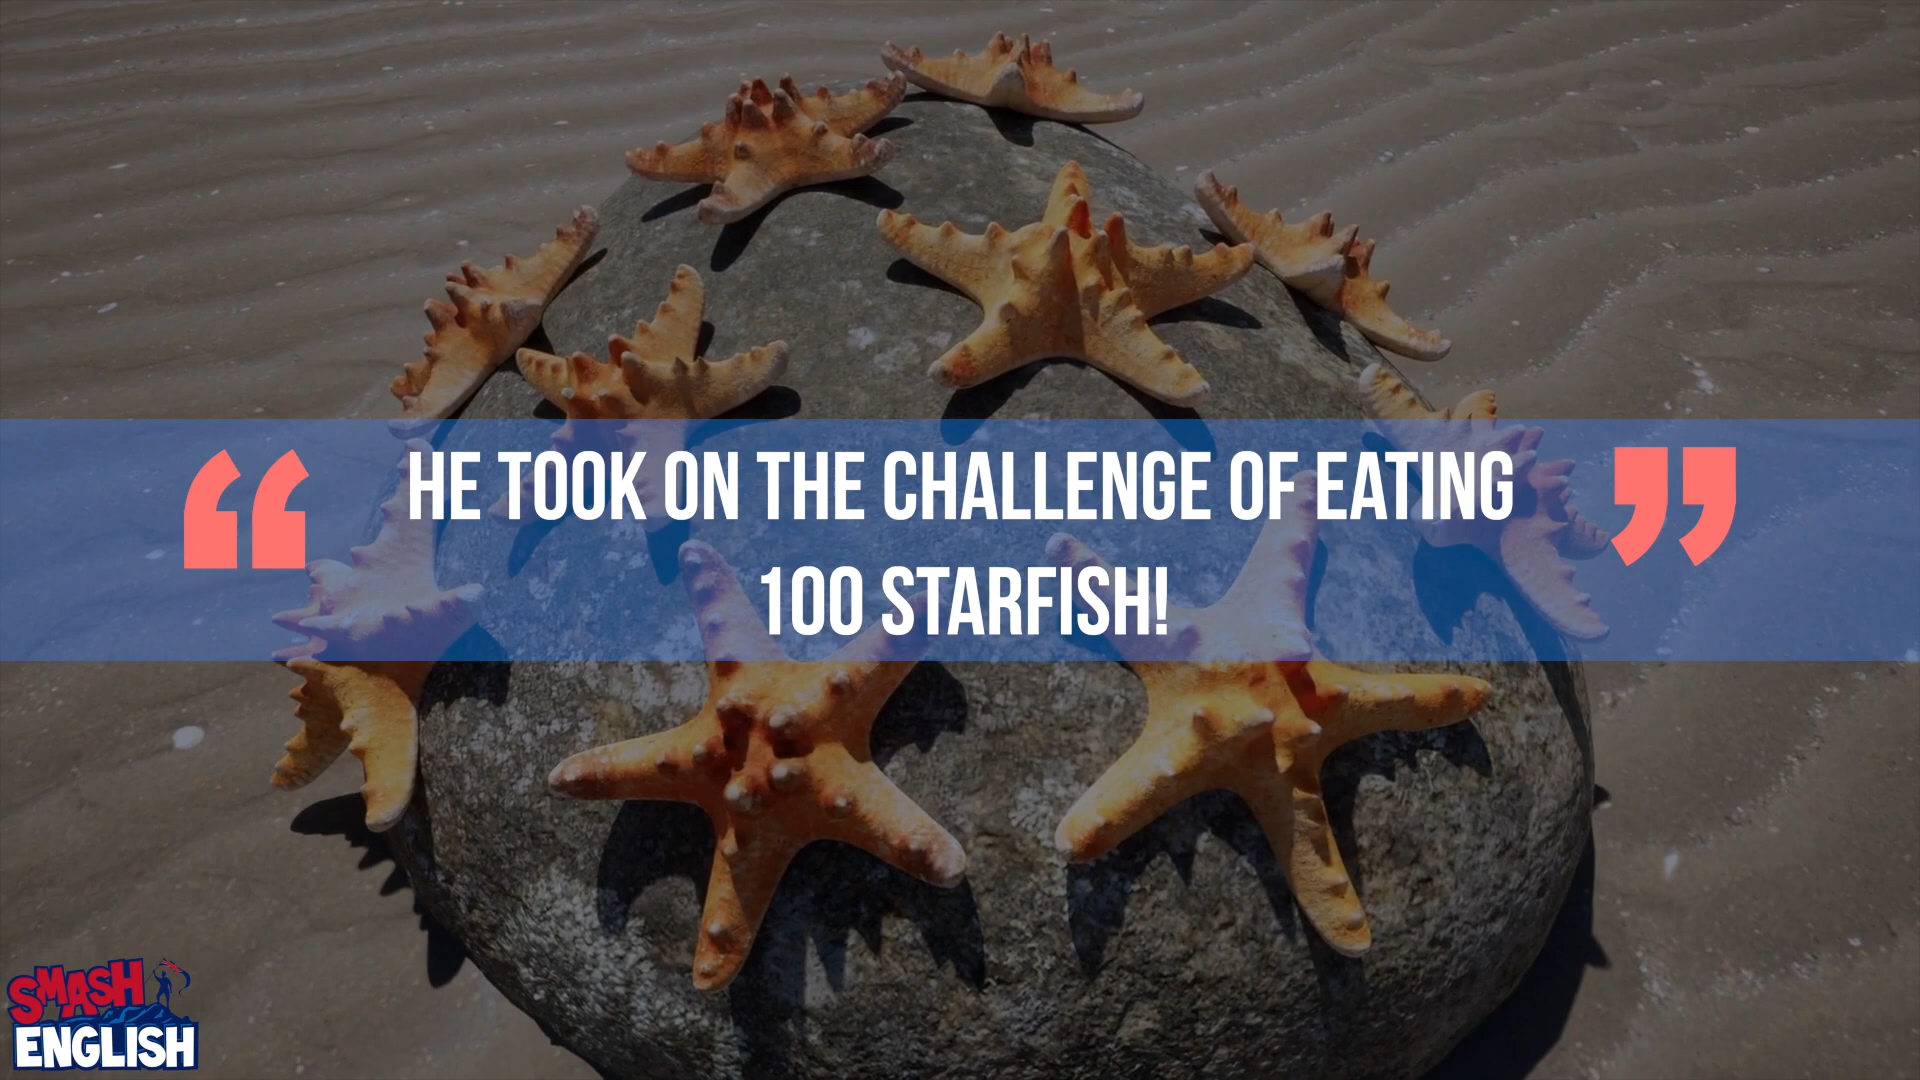 “ HE TOOK ON THE CHALLENGE OF EATING ”
100 STARFISH!
SMASH
ENGLISH